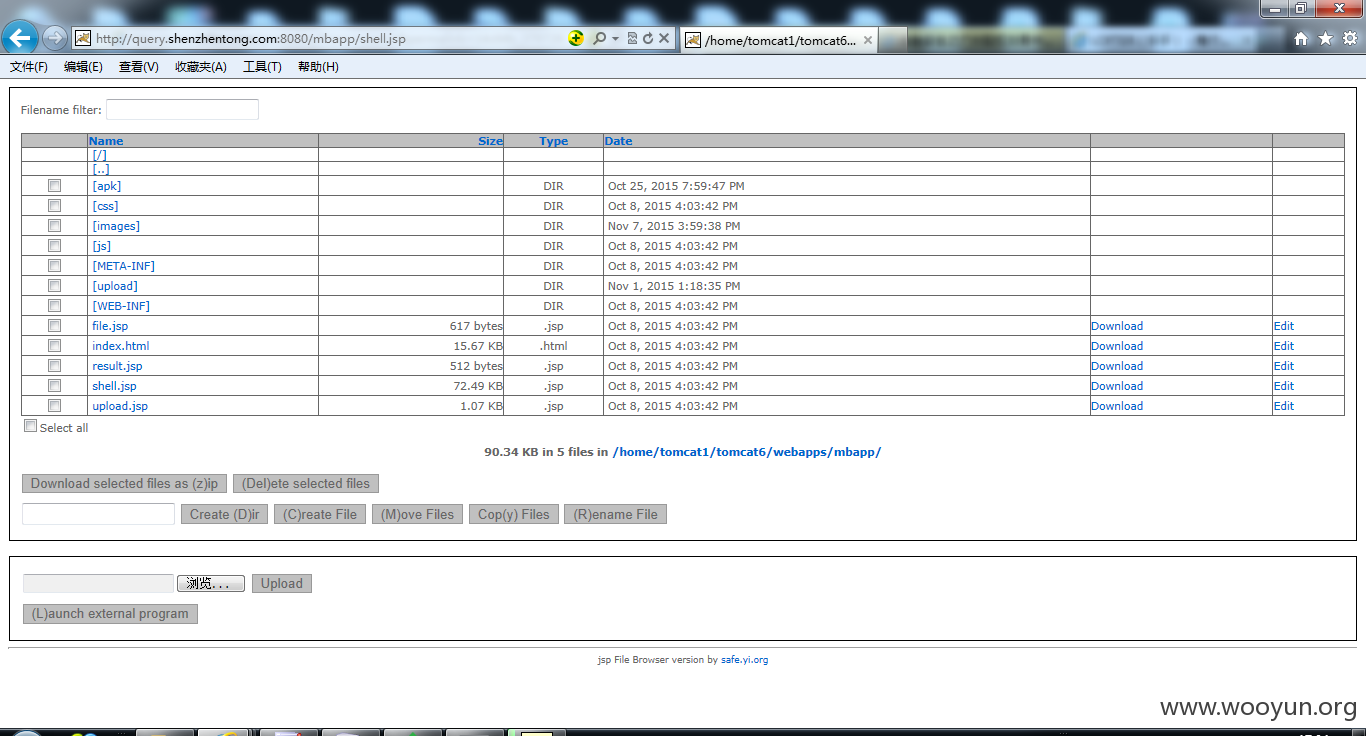 http://query.shenzhentong.com:8080/mbapp/shell.jsp
/home/tomcat1/tomcat6...
文件(F) 编辑(E) 查看(V) 收藏夹(A) 工具(T) 帮助(H)
Filename filter:
Name Size Type Date
[/]
[..]
[apk] DIR Oct 25, 2015 7:59:47 PM
[css] DIR Oct 8, 2015 4:03:42 PM
[images] DIR Nov 7, 2015 3:59:38 PM
[js] DIR Oct 8, 2015 4:03:42 PM
[META-INF] DIR Oct 8, 2015 4:03:42 PM
[upload] DIR Nov 1, 2015 1:18:35 PM
[WEB-INF] DIR Oct 8, 2015 4:03:42 PM
file.jsp 617 bytes .jsp Oct 8, 2015 4:03:42 PM Download Edit
index.html 15.67 KB .html Oct 8, 2015 4:03:42 PM Download Edit
result.jsp 512 bytes .jsp Oct 8, 2015 4:03:42 PM Download Edit
shell.jsp 72.49 KB .jsp Oct 8, 2015 4:03:42 PM Download Edit
upload.jsp 1.07 KB .jsp Oct 8, 2015 4:03:42 PM Download Edit
Select all
90.34 KB in 5 files in /home/tomcat1/tomcat6/webapps/mbapp/
Download selected files as (z)ip (Del)ete selected files
Create (D)ir (C)reate File (M)ove Files Cop(y) Files (R)ename File
浏览... Upload
(L)aunch external program
jsp File Browser version by safe.yi.org
www.wooyun.org